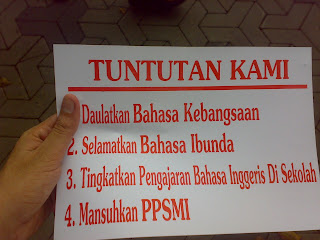 TUNTUTAN KAMI
Daulatkan Bahasa Kebangsaan
2. Selamatkan Bahasa Ibunda
3. Tingkatkan Pengajaran Bahasa Inggeris Di Sekolah
4. Mansuhkan PPSMI